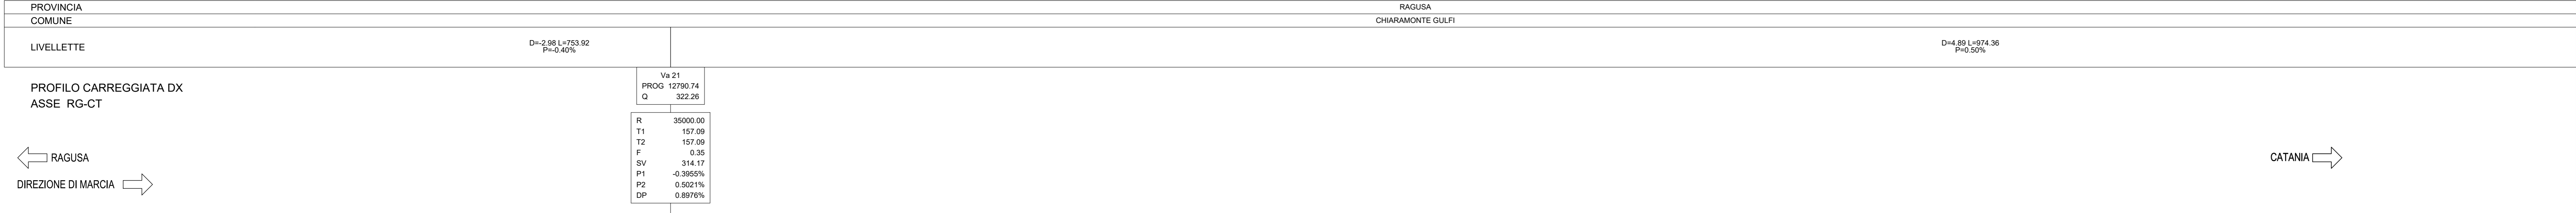 PROVINCIA RAGUSA
COMUNE CHIARAMONTE GULFI
LIVELLETTE
D=-2.98 L=753.92
P=-0.40%
D=4.89 L=974.36
P=0.50%
PROFILO CARREGGIATA DX
ASSE RG-CT
Va 21
PROG 12790.74
Q 322.26
R 35000.00
T1 157.09
T2 157.09
F 0.35
SV 314.17
P1 -0.3955%
P2 0.5021%
DP 0.8976%
RAGUSA
DIREZIONE DI MARCIA
CATANIA